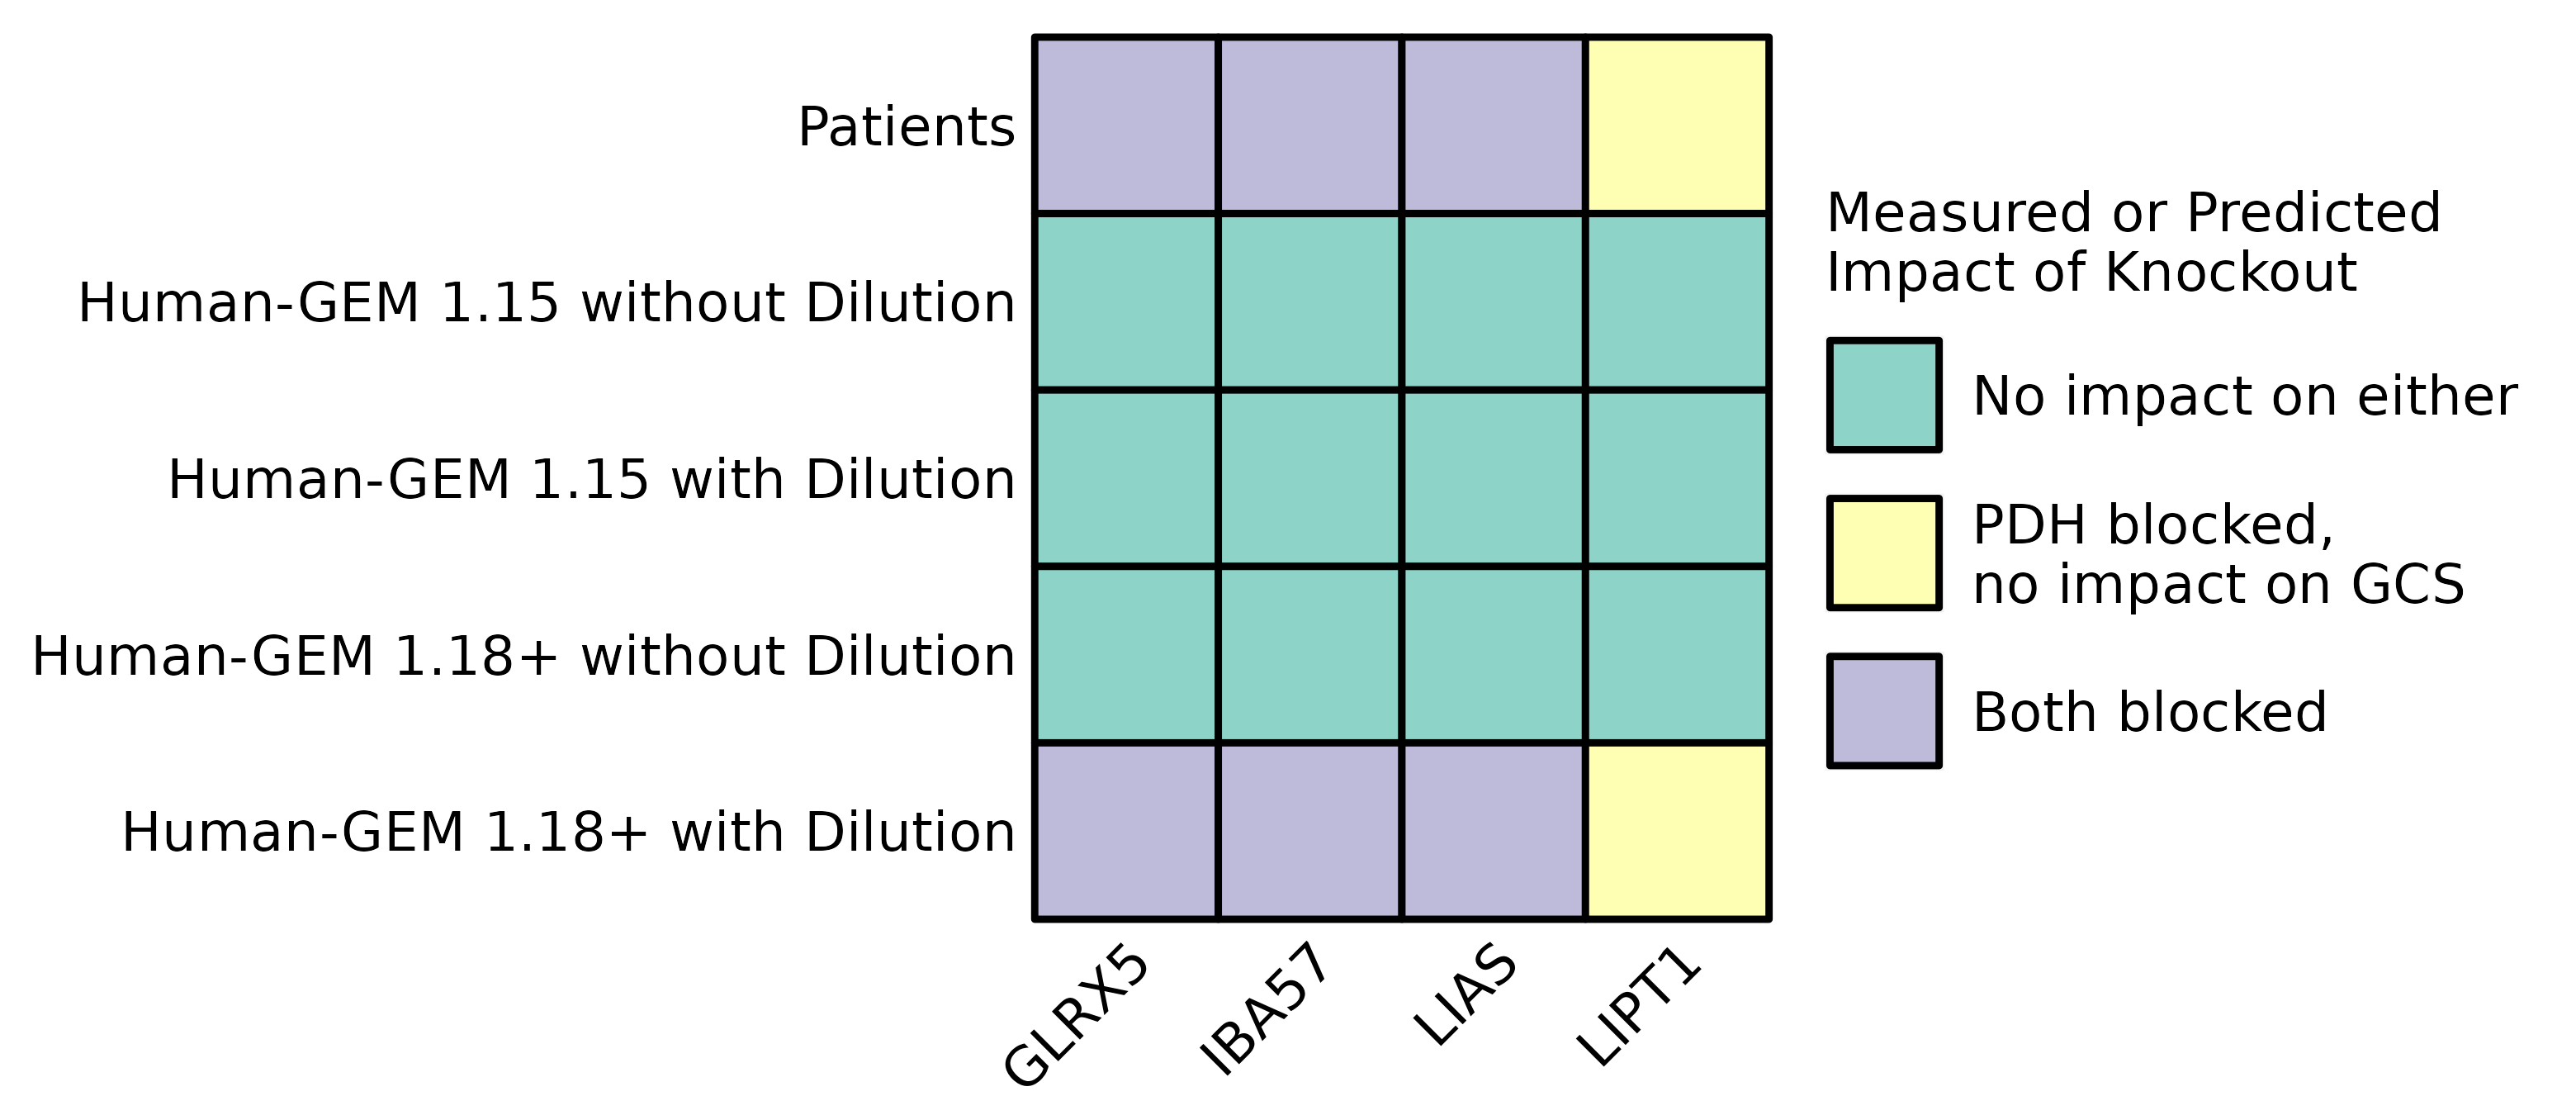 Patients
Human-GEM 1.15 without Dilution
Human-GEM 1.15 with Dilution
Human-GEM 1.18+ without Dilution
Human-GEM 1.18+ with Dilution
GLRX5
IBA57
LIAS
LIPT1
Measured or Predicted
Impact of Knockout
No impact on either
PDH blocked,
no impact on GCS
Both blocked